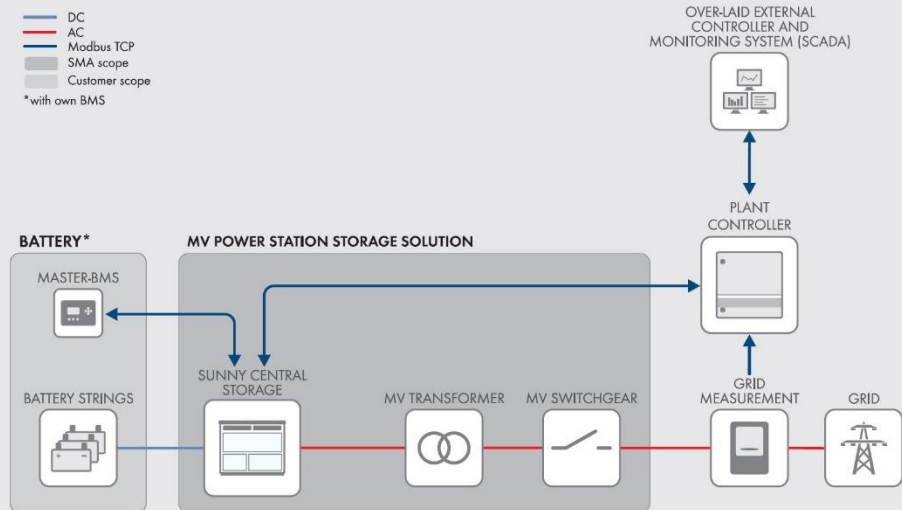 DC
AC
Modbus TCP
SMA scope
Customer scope
*with own BMS
OVER-LAID EXTERNAL
CONTROLLER AND
MONITORING SYSTEM (SCADA)
PLANT
CONTROLLER
BATTERY*
MV POWER STATION STORAGE SOLUTION
MASTER-BMS
SUNNY CENTRAL
STORAGE
BATTERY STRINGS
MV TRANSFORMER
MV SWITCHGEAR
GRID
MEASUREMENT
GRID